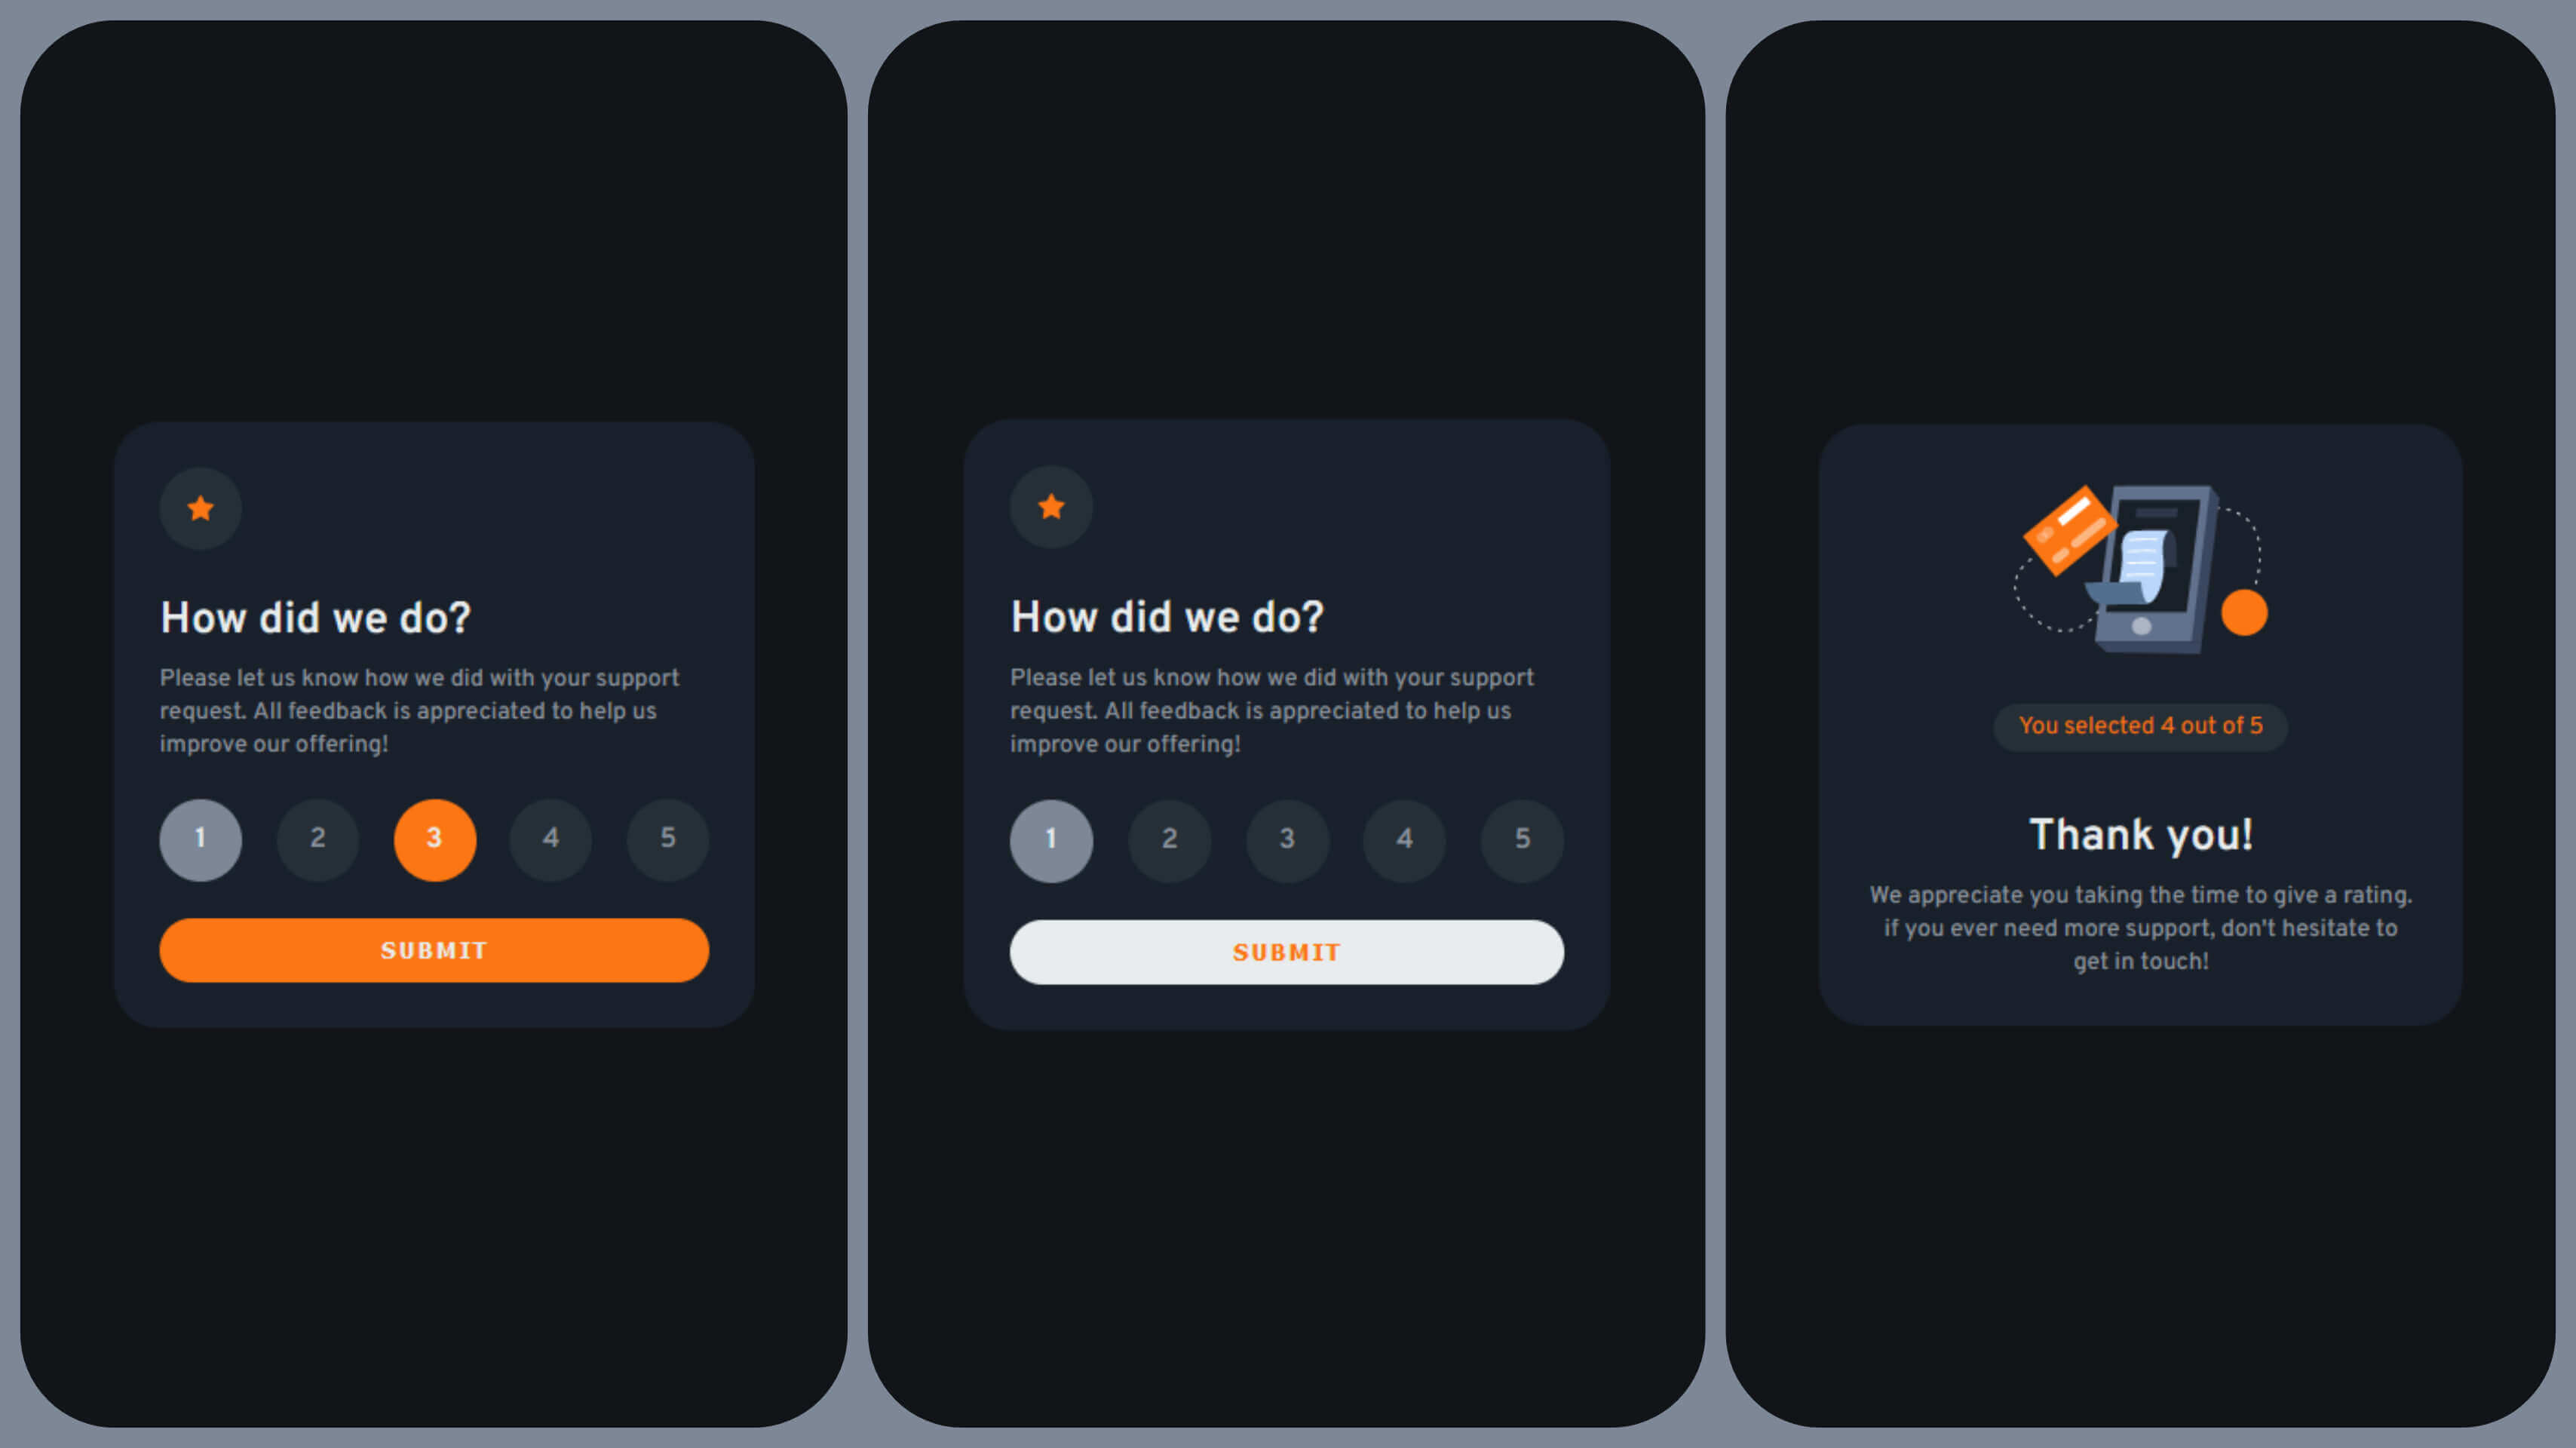 How did we do?
Please let us know how we did with your support
request. All feedback is appreciated to help us
improve our offering!
1 2 3 4 5
SUBMIT
How did we do?
Please let us know how we did with your support
request. All feedback is appreciated to help us
improve our offering!
1 2 3 4 5
SUBMIT
You selected 4 out of 5
Thank you!
We appreciate you taking the time to give a rating.
if you ever need more support, don't hesitate to
get in touch!